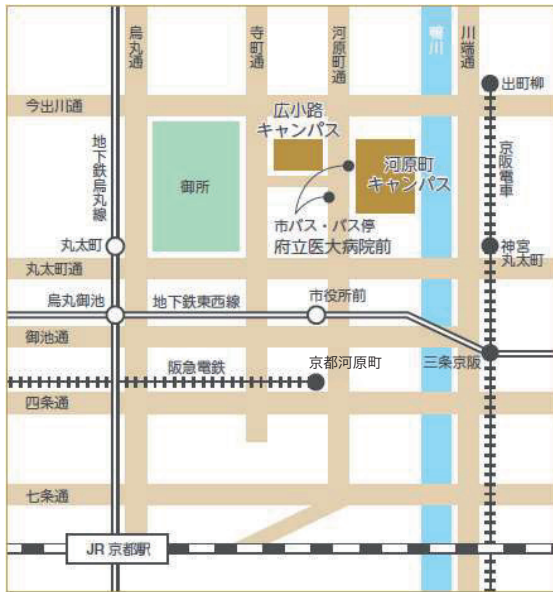 烏丸通
寺町通
河原町通
鴨川
川端通
出町柳
今出川通
広小路
キャンパス
地下鉄烏丸線
御所
河原町
キャンパス
京阪電車
市バス・バス停
府立医大病院前
丸太町
神宮
丸太町
丸太町通
烏丸御池
地下鉄東西線
市役所前
御池通
阪急電鉄
京都河原町
三条京阪
四条通
七条通
JR 京都駅